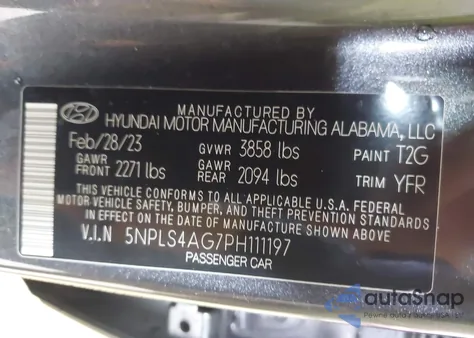 MANUFACTURED BY
HYUNDAI MOTOR MANUFACTURING ALABAMA, LLC
Feb/28/23 GVWR 3858 lbs PAINT T2G
GAWR FRONT 2271 lbs GAWR REAR 2094 lbs TRIM YFR
THIS VEHICLE CONFORMS TO ALL APPLICABLE U.S.A. FEDERAL
MOTOR VEHICLE SAFETY, BUMPER, AND THEFT PREVENTION STANDARDS
IN EFFECT ON THE DATE OF MANUFACTURE SHOWN ABOVE.
V.I.N 5NPLS4AG7PH111197
PASSENGER CAR
autoSnap